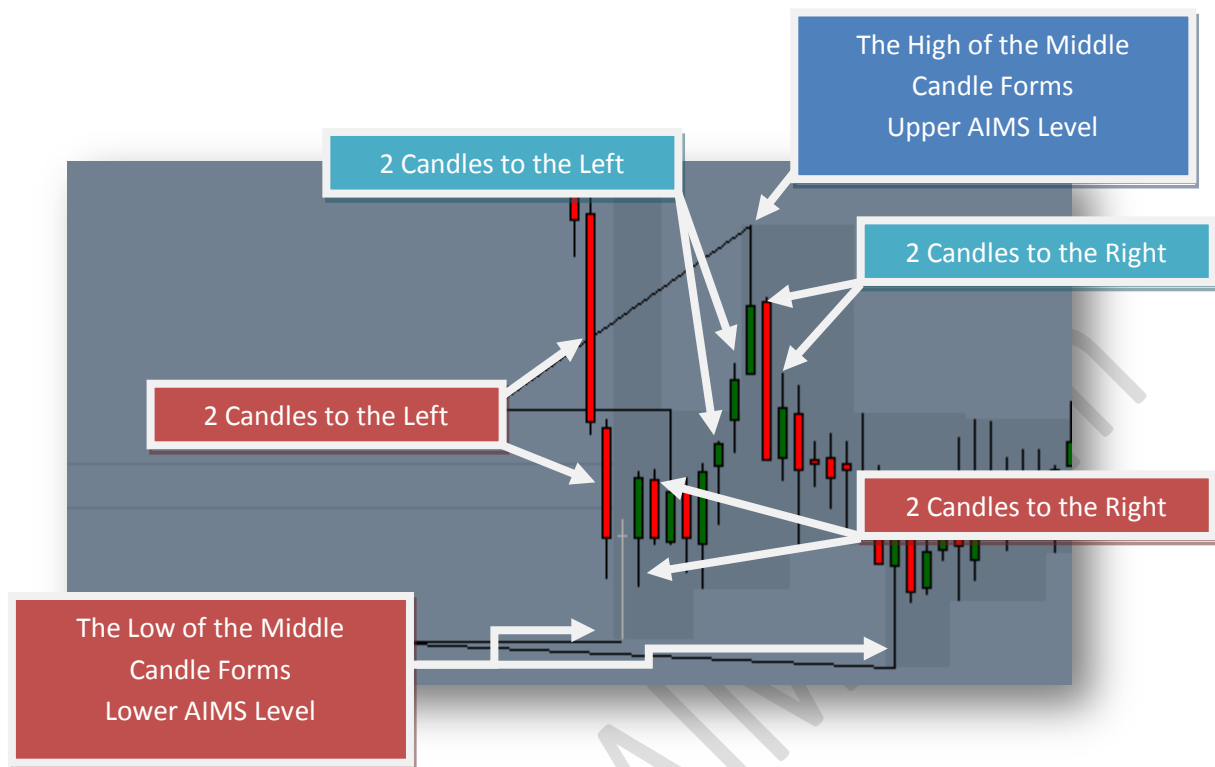 The High of the Middle
Candle Forms
Upper AIMS Level
2 Candles to the Left
2 Candles to the Right
2 Candles to the Left
2 Candles to the Right
The Low of the Middle
Candle Forms
Lower AIMS Level